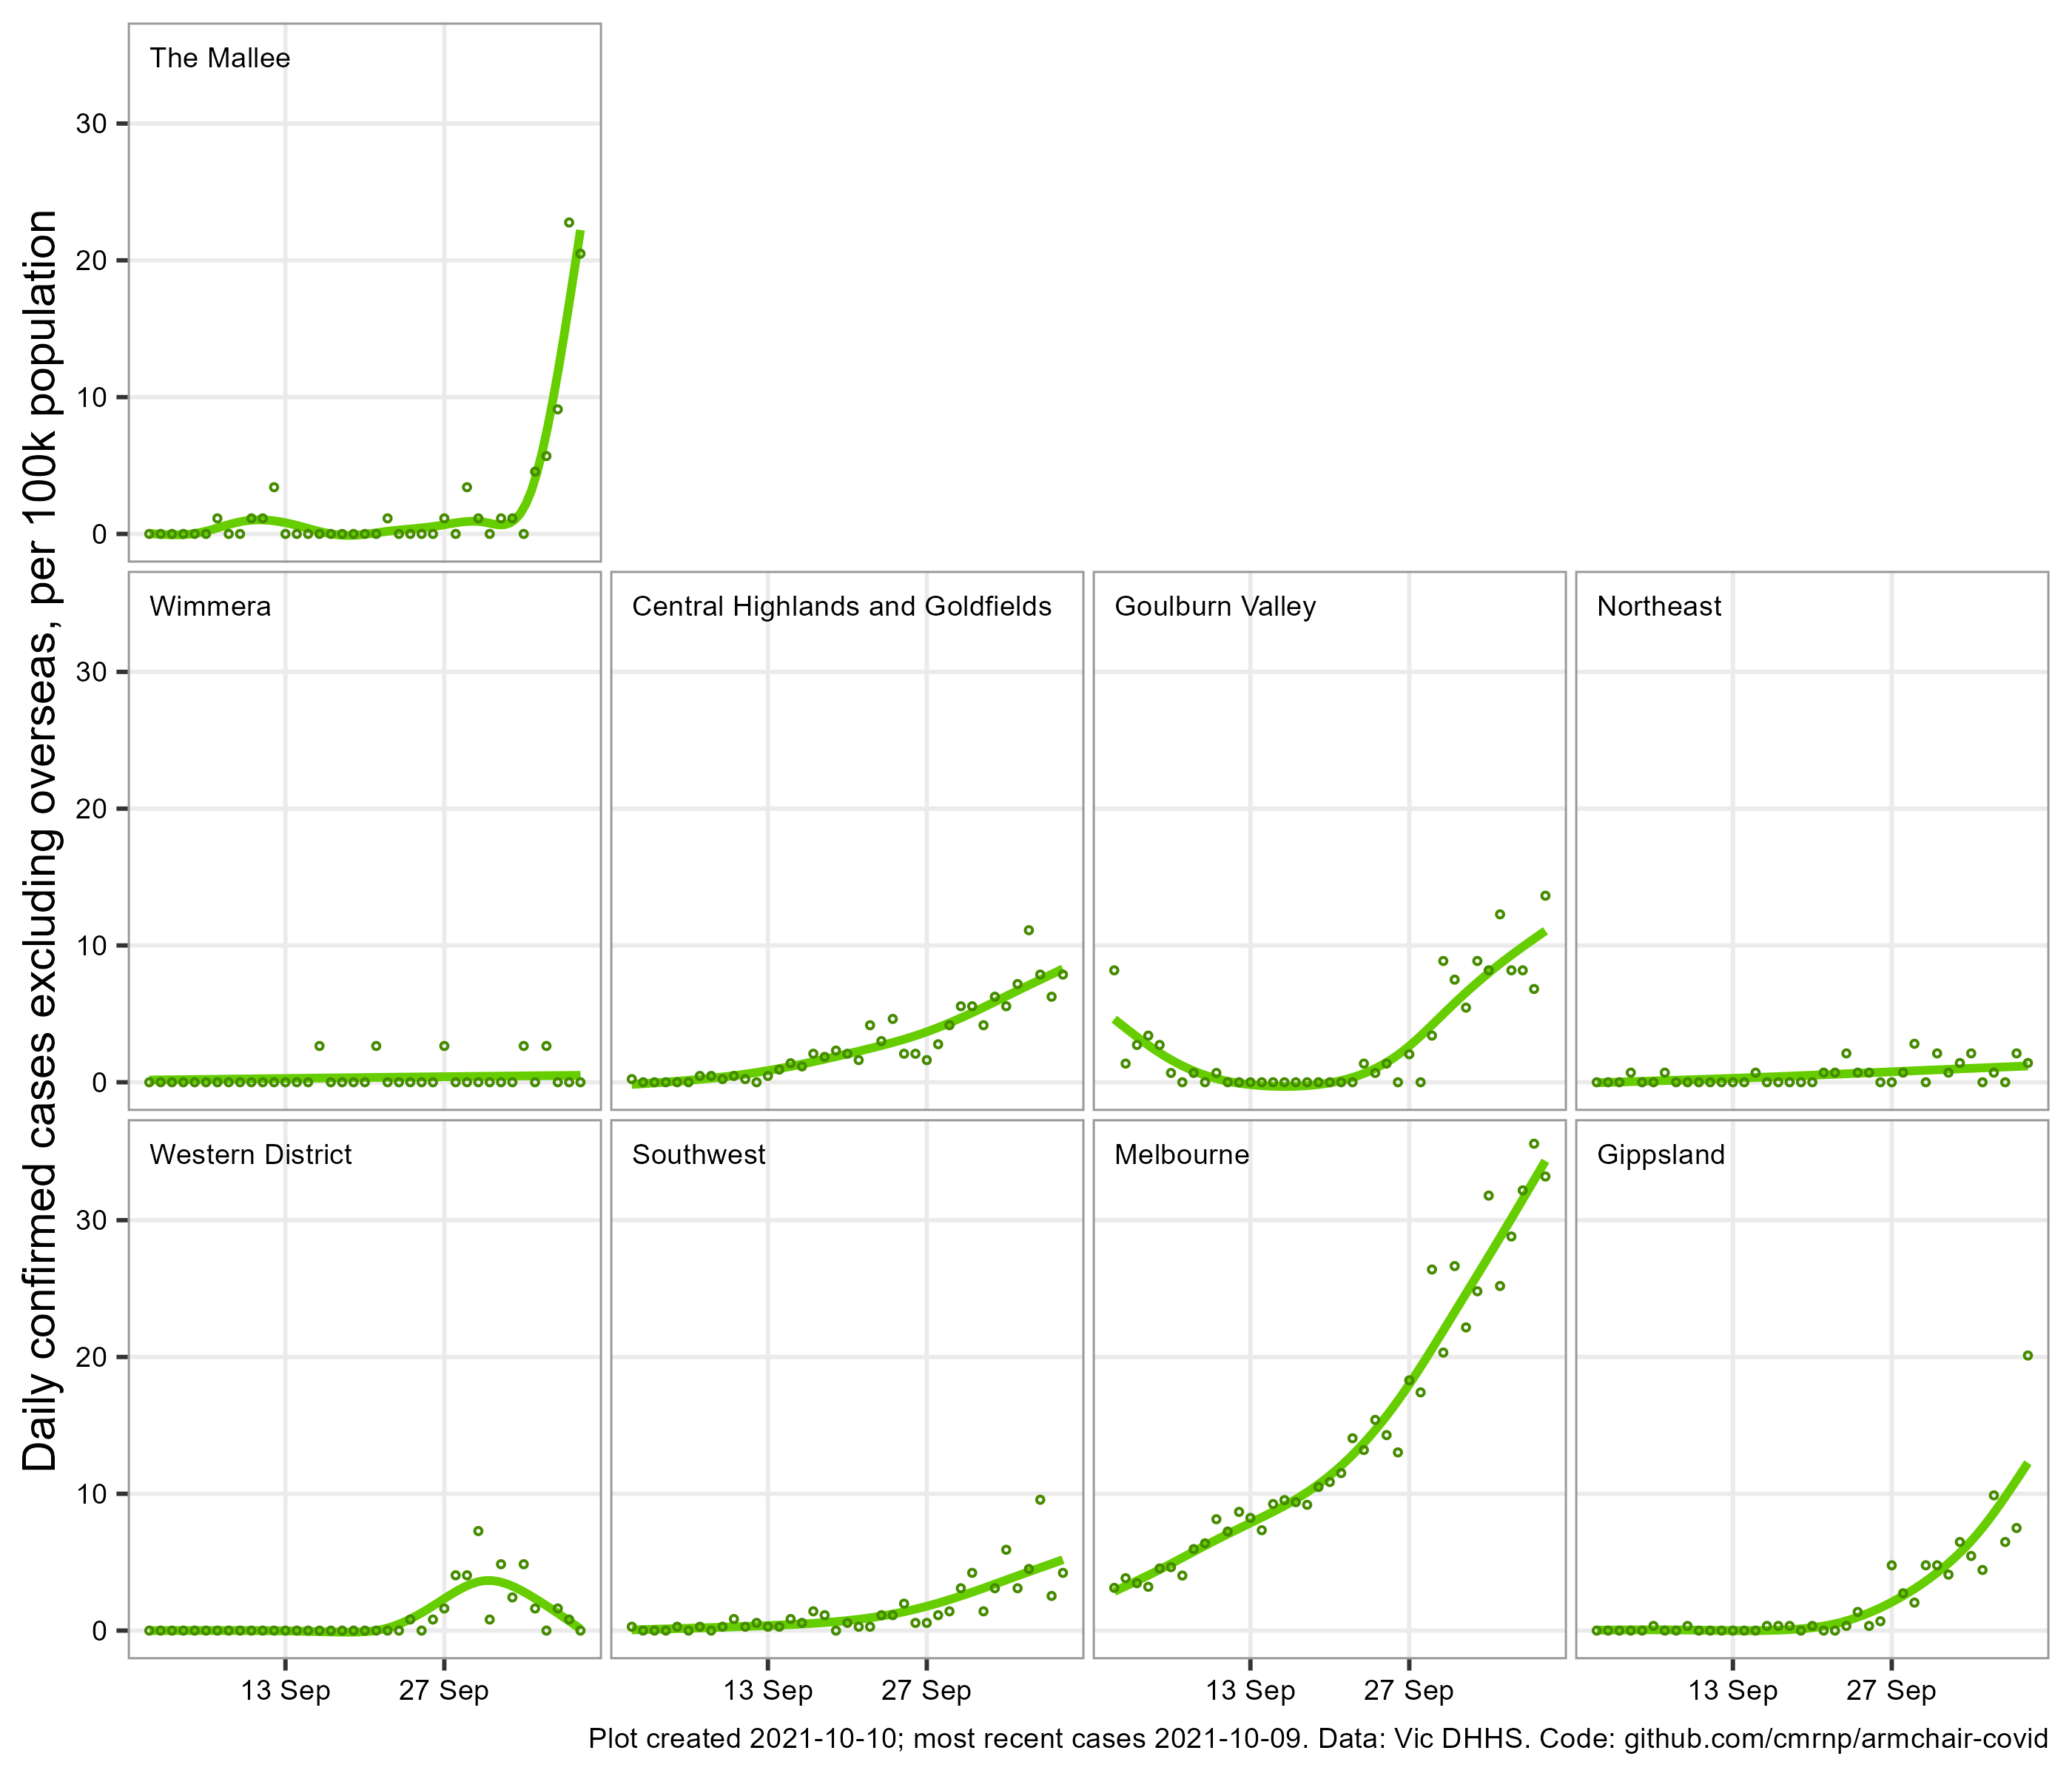 Daily confirmed cases excluding overseas, per 100k population
The Mallee
30
20
10
0
Wimmera
Central Highlands and Goldfields
Goulburn Valley
Northeast
30
20
10
0
Western District
Southwest
Melbourne
Gippsland
30
20
10
0
13 Sep
27 Sep
13 Sep
27 Sep
13 Sep
27 Sep
13 Sep
27 Sep
Plot created 2021-10-10; most recent cases 2021-10-09. Data: Vic DHHS. Code: github.com/cmrnp/armchair-covid